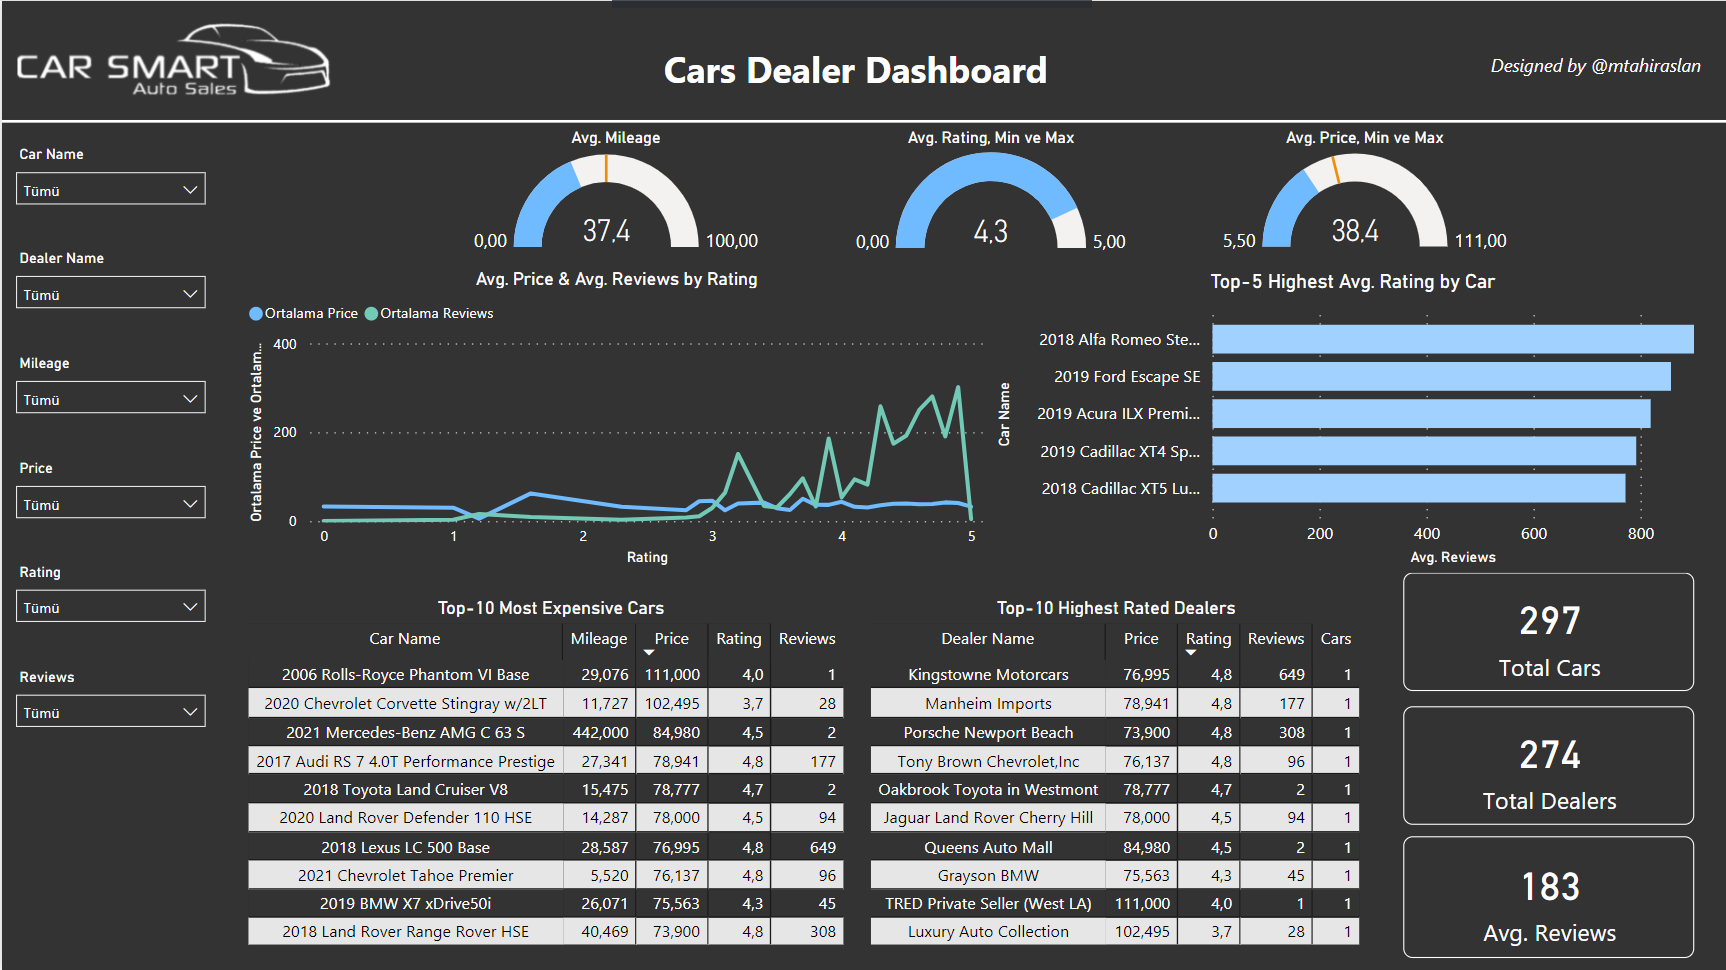 CAR SMART
Auto Sales
Cars Dealer Dashboard
Designed by @mtahiraslan
Car Name
Tümü
Dealer Name
Tümü
Mileage
Tümü
Price
Tümü
Rating
Tümü
Reviews
Tümü
Avg. Mileage
37,4
0,00
100,00
Avg. Rating, Min ve Max
4,3
0,00
5,00
Avg. Price, Min ve Max
38,4
5,50
111,00
Avg. Price & Avg. Reviews by Rating
Ortalama Price Ortalama Reviews
Ortalama Price ve Ortalam...
400
200
0
0 1 2 3 4 5
Rating
Top-5 Highest Avg. Rating by Car
Car Name
2018 Alfa Romeo Ste...
2019 Ford Escape SE
2019 Acura ILX Premi...
2019 Cadillac XT4 Sp...
2018 Cadillac XT5 Lu...
0 200 400 600 800
Avg. Reviews
Top-10 Most Expensive Cars
Car Name Mileage Price Rating Reviews
2006 Rolls-Royce Phantom VI Base 29,076 111,000 4,0 1
2020 Chevrolet Corvette Stingray w/2LT 11,727 102,495 3,7 28
2021 Mercedes-Benz AMG C 63 S 442,000 84,980 4,5 2
2017 Audi RS 7 4.0T Performance Prestige 27,341 78,941 4,8 177
2018 Toyota Land Cruiser V8 15,475 78,777 4,7 2
2020 Land Rover Defender 110 HSE 14,287 78,000 4,5 94
2018 Lexus LC 500 Base 28,587 76,995 4,8 649
2021 Chevrolet Tahoe Premier 5,520 76,137 4,8 96
2019 BMW X7 xDrive50i 26,071 75,563 4,3 45
2018 Land Rover Range Rover HSE 40,469 73,900 4,8 308
Top-10 Highest Rated Dealers
Dealer Name Price Rating Reviews Cars
Kingstowne Motorcars 76,995 4,8 649 1
Manheim Imports 78,941 4,8 177 1
Porsche Newport Beach 73,900 4,8 308 1
Tony Brown Chevrolet,Inc 76,137 4,8 96 1
Oakbrook Toyota in Westmont 78,777 4,7 2 1
Jaguar Land Rover Cherry Hill 78,000 4,5 94 1
Queens Auto Mall 84,980 4,5 2 1
Grayson BMW 75,563 4,3 45 1
TRED Private Seller (West LA) 111,000 4,0 1 1
Luxury Auto Collection 102,495 3,7 28 1
297
Total Cars
274
Total Dealers
183
Avg. Reviews